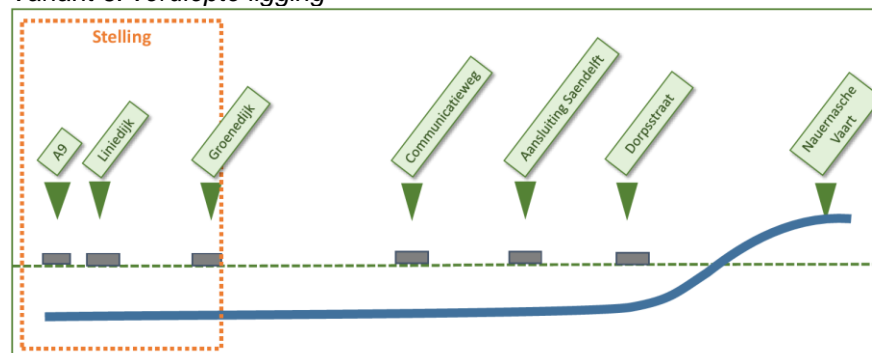 Stelling
A9
Liniedijk
Groenedijk
Communicatieweg
Aansluiting Saendelft
Dorpsstraat
Nauernasche
Vaart